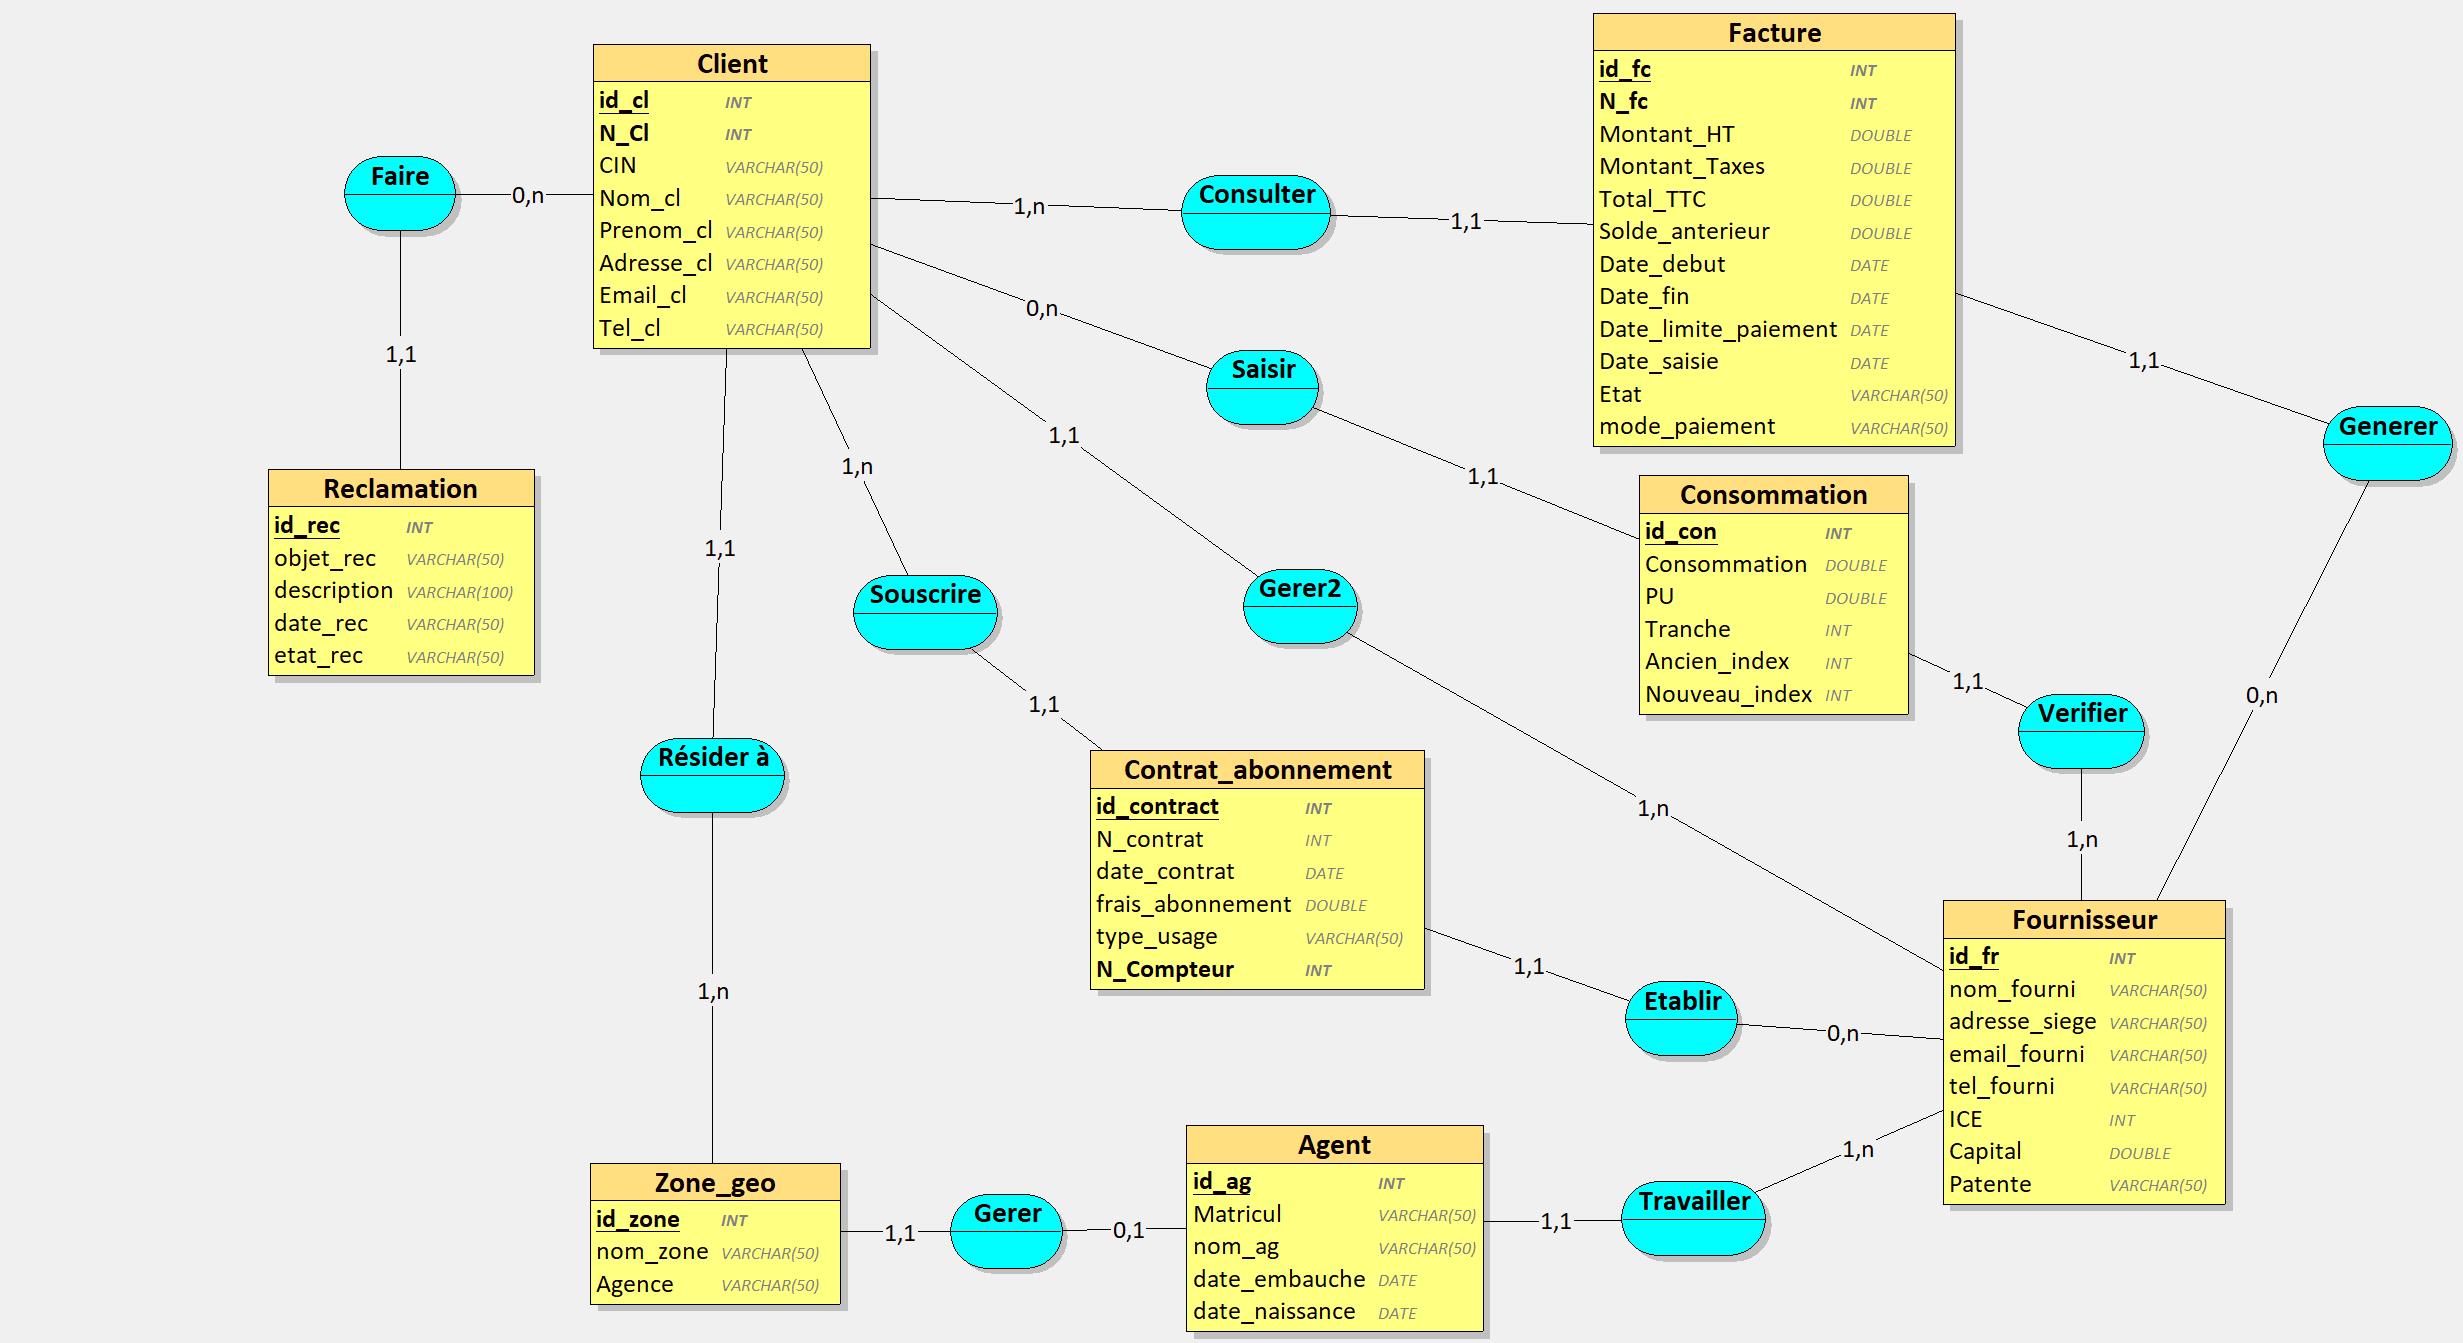 Client
id_cl INT
N_Cl INT
CIN VARCHAR(50)
Nom_cl VARCHAR(50)
Prenom_cl VARCHAR(50)
Adresse_cl VARCHAR(50)
Email_cl VARCHAR(50)
Tel_cl VARCHAR(50)
Facture
id_fc INT
N_fc INT
Montant_HT DOUBLE
Montant_Taxes DOUBLE
Total_TTC DOUBLE
Solde_anterieur DOUBLE
Date_debut DATE
Date_fin DATE
Date_limite_paiement DATE
Date_saisie DATE
Etat VARCHAR(50)
mode_paiement VARCHAR(50)
Faire
0,n
1,1
1,n
Consulter
1,1
0,n
Saisir
1,1
1,1
Generer
0,n
Reclamation
id_rec INT
objet_rec VARCHAR(50)
description VARCHAR(100)
date_rec VARCHAR(50)
etat_rec VARCHAR(50)
1,1
Résider à
1,n
1,n
Souscrire
1,1
1,1
Gerer2
1,n
Consommation
id_con INT
Consommation DOUBLE
PU DOUBLE
Tranche INT
Ancien_index INT
Nouveau_index INT
1,1
Verifier
1,n
Contrat_abonnement
id_contract INT
N_contrat INT
date_contrat DATE
frais_abonnement DOUBLE
type_usage VARCHAR(50)
N_Compteur INT
1,1
Etablir
0,n
Fournisseur
id_fr INT
nom_fourni VARCHAR(50)
adresse_siege VARCHAR(50)
email_fourni VARCHAR(50)
tel_fourni VARCHAR(50)
ICE INT
Capital DOUBLE
Patente VARCHAR(50)
Zone_geo
id_zone INT
nom_zone VARCHAR(50)
Agence VARCHAR(50)
1,1
Gerer
0,1
Agent
id_ag INT
Matricul VARCHAR(50)
nom_ag VARCHAR(50)
date_embauche DATE
date_naissance DATE
1,1
Travailler
1,n